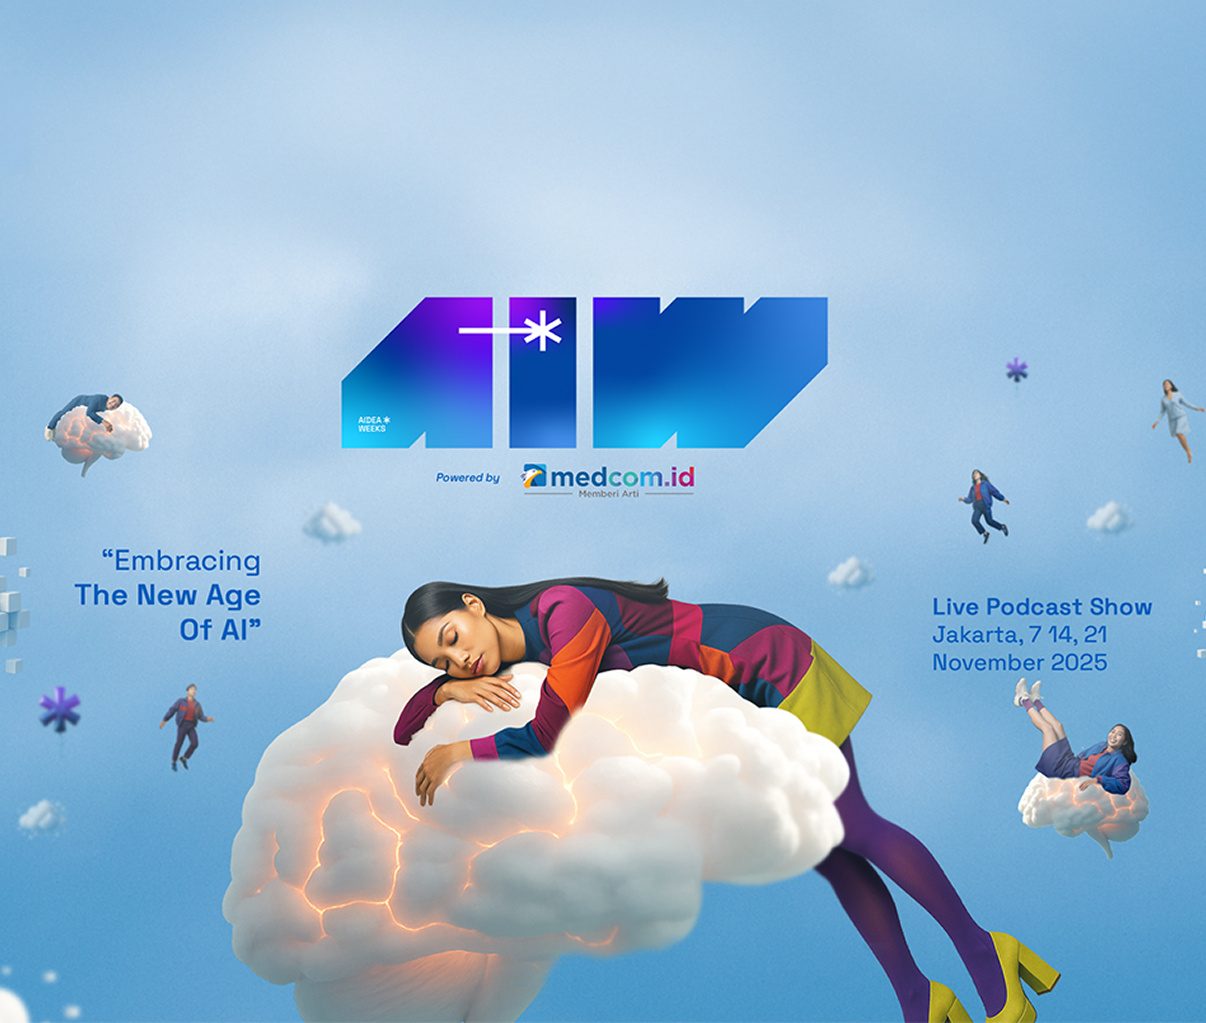 AIW
AIDEA*
WEEKS
Powered by medcom.id
Memberi Arti
“Embracing
The New Age
Of AI”
Live Podcast Show
Jakarta, 7 14, 21
November 2025